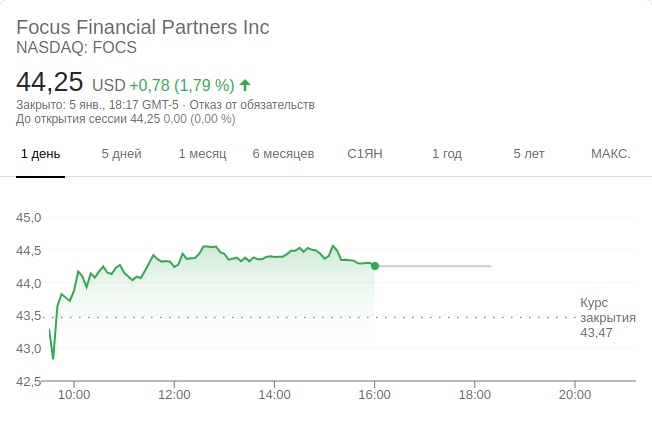 Focus Financial Partners Inc
NASDAQ: FOCS
44,25 USD +0,78 (1,79 %)
Закрыто: 5 янв., 18:17 GMT-5 · Отказ от обязательств
До открытия сессии 44,25 0,00 (0,00 %)
1 день 5 дней 1 месяц 6 месяцев С1ЯН 1 год 5 лет МАКС.
45,0
44,5
44,0
Курс
43,5 закрытия
43,47
43,0
42,5
10:00 12:00 14:00 16:00 18:00 20:00